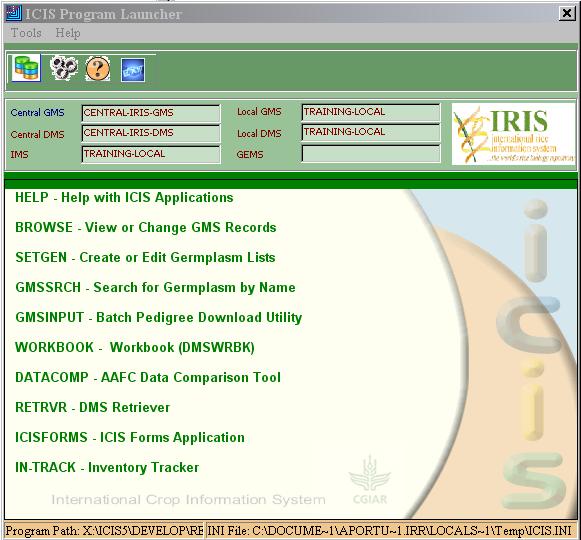 ICIS Program Launcher
Tools Help
EXIT
Central GMS CENTRAL-IRIS-GMS Local GMS TRAINING-LOCAL
Central DMS CENTRAL-IRIS-DMS Local DMS TRAINING-LOCAL
IMS TRAINING-LOCAL GEMS
IRIS
international rice
information system
...the world's rice biology repository
HELP - Help with ICIS Applications
BROWSE - View or Change GMS Records
SETGEN - Create or Edit Germplasm Lists
GMSSRCH - Search for Germplasm by Name
GMSINPUT - Batch Pedigree Download Utility
WORKBOOK - Workbook (DMSWRBK)
DATACOMP - AAFC Data Comparison Tool
RETRVR - DMS Retriever
ICISFORMS - ICIS Forms Application
IN-TRACK - Inventory Tracker
icis
International Crop Information System
CGIAR
Program Path: X:\ICIS5\DEVELOP\RE INI File: C:\DOCUME~1\APORTU~1.IRR\LOCALS~1\Temp\ICIS.INI